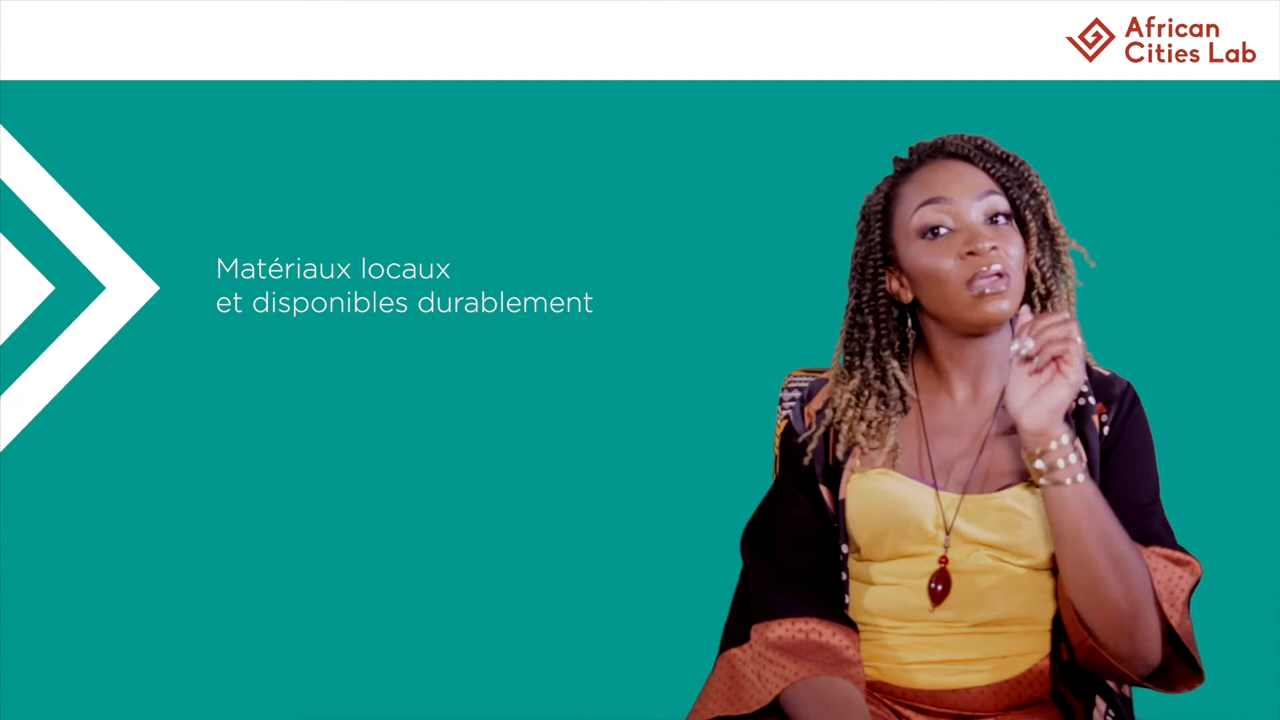 African
Cities Lab
Matériaux locaux
et disponibles durablement